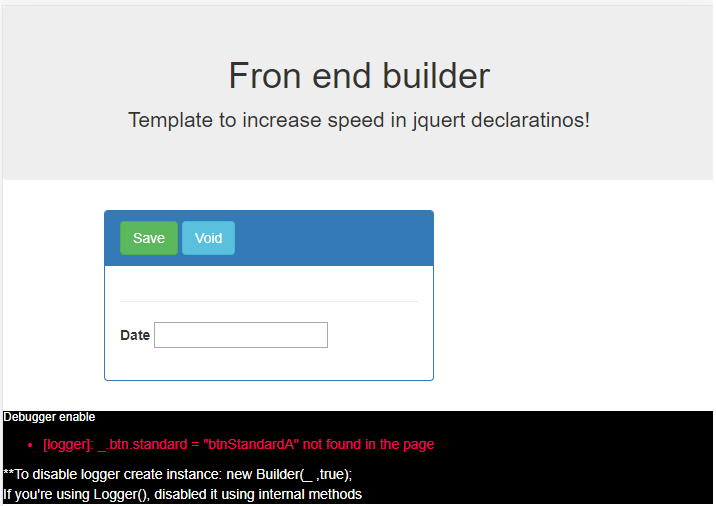 Fron end builder
Template to increase speed in jquert declaratinos!
Save Void
Date
Debugger enable
• [logger]: _.btn.standard = "btnStandardA" not found in the page
**To disable logger create instance: new Builder(_ ,true);
If you're using Logger(), disabled it using internal methods